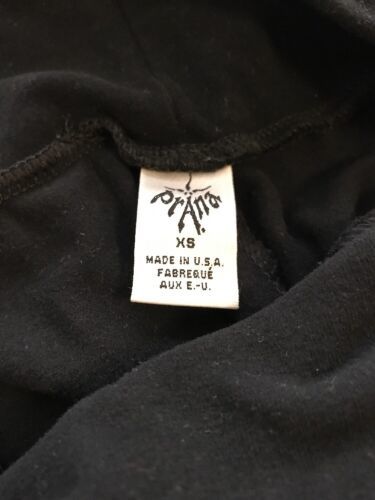 prAna
XS
MADE IN U.S.A.
FABREQUÉ
AUX E.-U.